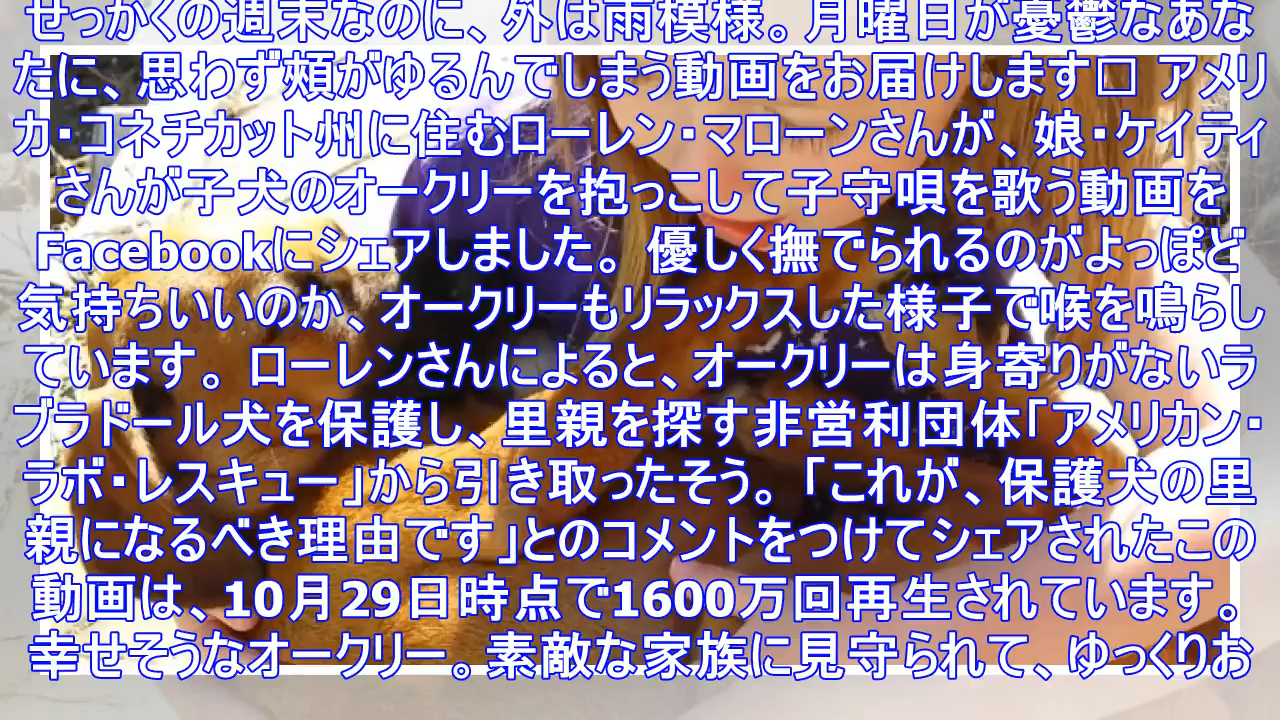 せっかくの週末なのに、外は雨模様。月曜日が憂鬱なあな
たに、思わず頬がゆるんでしまう動画をお届けします□ アメリ
カ・コネチカット州に住むローレン・マローンさんが、娘・ケイティ
さんが子犬のオークリーを抱っこして子守唄を歌う動画を
Facebookにシェアしました。優しく撫でられるのがよっぽど
気持ちいいのか、オークリーもリラックスした様子で喉を鳴らし
ています。ローレンさんによると、オークリーは身寄りがないラ
ブラドール犬を保護し、里親を探す非営利団体「アメリカン・
ラボ・レスキュー」から引き取ったそう。「これが、保護犬の里
親になるべき理由です」とのコメントをつけてシェアされたこの
動画は、10月29日時点で1600万回再生されています。
幸せそうなオークリー。素敵な家族に見守られて、ゆっくりお